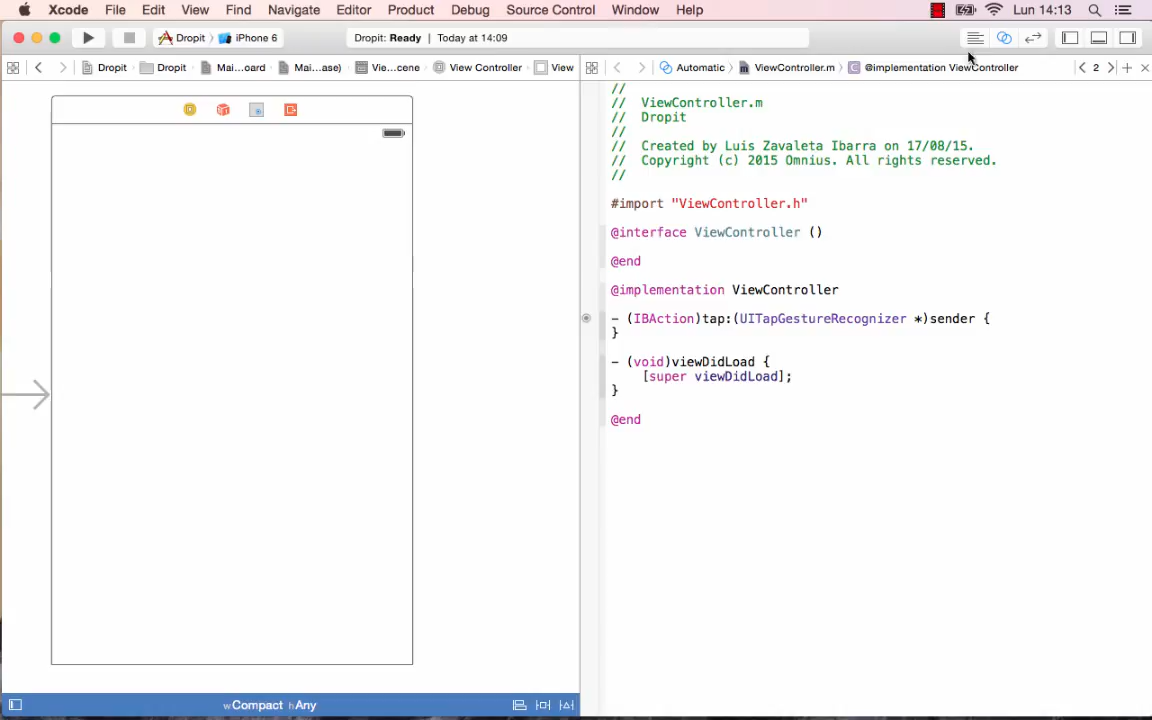 Xcode File Edit View Find Navigate Editor Product Debug Source Control Window Help Lun 14:13
Dropit iPhone 6 Dropit: Ready | Today at 14:09
Dropit Dropit Mai...oard Mai...ase) Vie...cene View Controller View Automatic ViewController.m @implementation ViewController 2
//
// ViewController.m
// Dropit
//
// Created by Luis Zavaleta Ibarra on 17/08/15.
// Copyright (c) 2015 Omnius. All rights reserved.
//
#import "ViewController.h"
@interface ViewController ()
@end
@implementation ViewController
- (IBAction)tap:(UITapGestureRecognizer *)sender {
}
- (void)viewDidLoad {
[super viewDidLoad];
}
@end
wCompact hAny